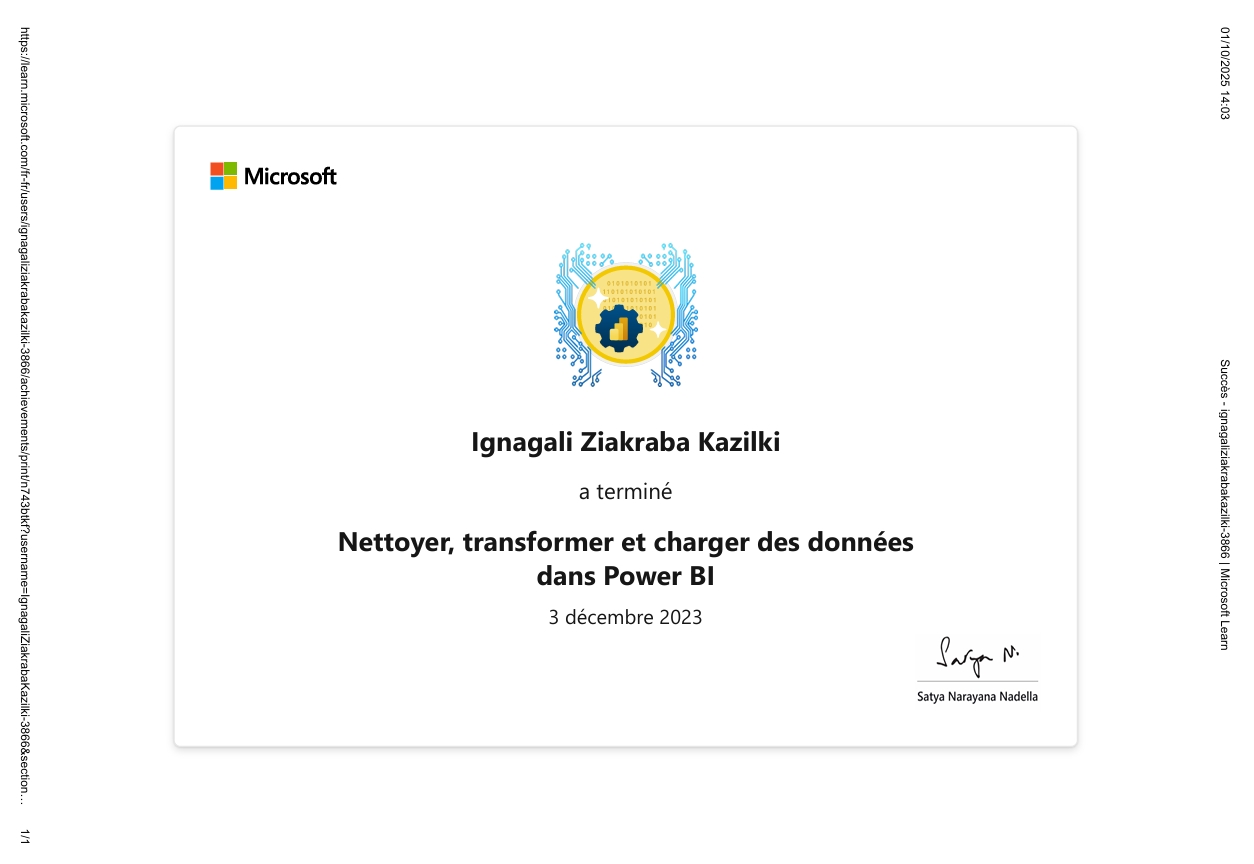 01/10/2025 14:03
Succès - ignagaliziakrabakazilki-3866 | Microsoft Learn
Microsoft
0101010101
110101010101
Ignagali Ziakraba Kazilki
a terminé
Nettoyer, transformer et charger des données
dans Power BI
3 décembre 2023
Satya N.
Satya Narayana Nadella
https://learn.microsoft.com/fr-fr/users/ignagaliziakrabakazilki-3866/achievements/print/n743btkf?username=IgnagaliZiakrabaKazilki-3866&section…
1/1